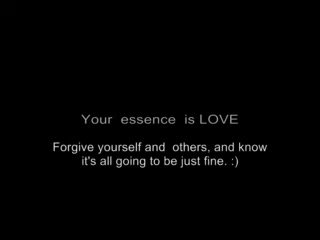 Your essence is LOVE
Forgive yourself and others, and know
it's all going to be just fine. :)